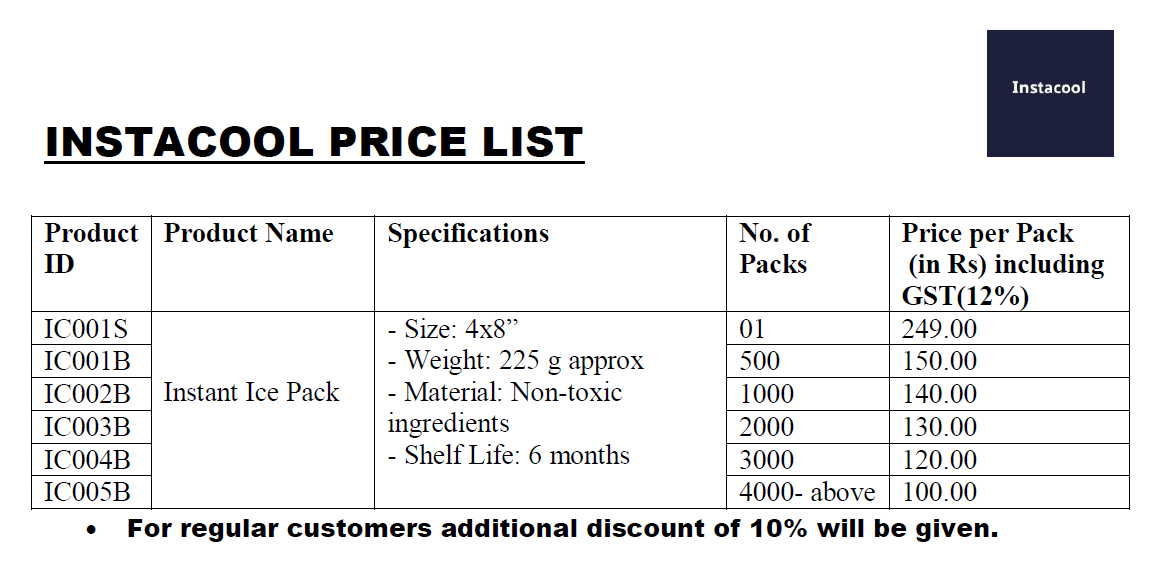 Instacool
INSTACOOL PRICE LIST
Product ID | Product Name | Specifications | No. of Packs | Price per Pack (in Rs) including GST(12%)
IC001S | Instant Ice Pack | - Size: 4x8” | 01 | 249.00
IC001B | - Weight: 225 g approx | 500 | 150.00
IC002B | - Material: Non-toxic | 1000 | 140.00
IC003B | ingredients | 2000 | 130.00
IC004B | - Shelf Life: 6 months | 3000 | 120.00
IC005B | 4000- above | 100.00
• For regular customers additional discount of 10% will be given.